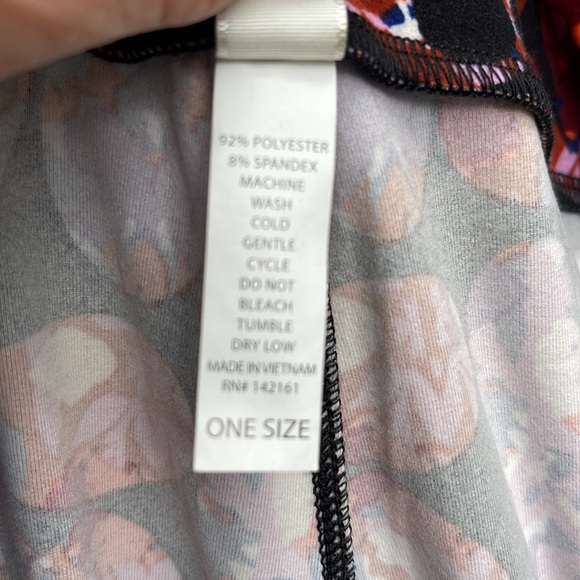 92% POLYESTER
8% SPANDEX
MACHINE
WASH
COLD
GENTLE
CYCLE
DO NOT
BLEACH
TUMBLE
DRY LOW
MADE IN VIETNAM
RN# 142161
ONE SIZE